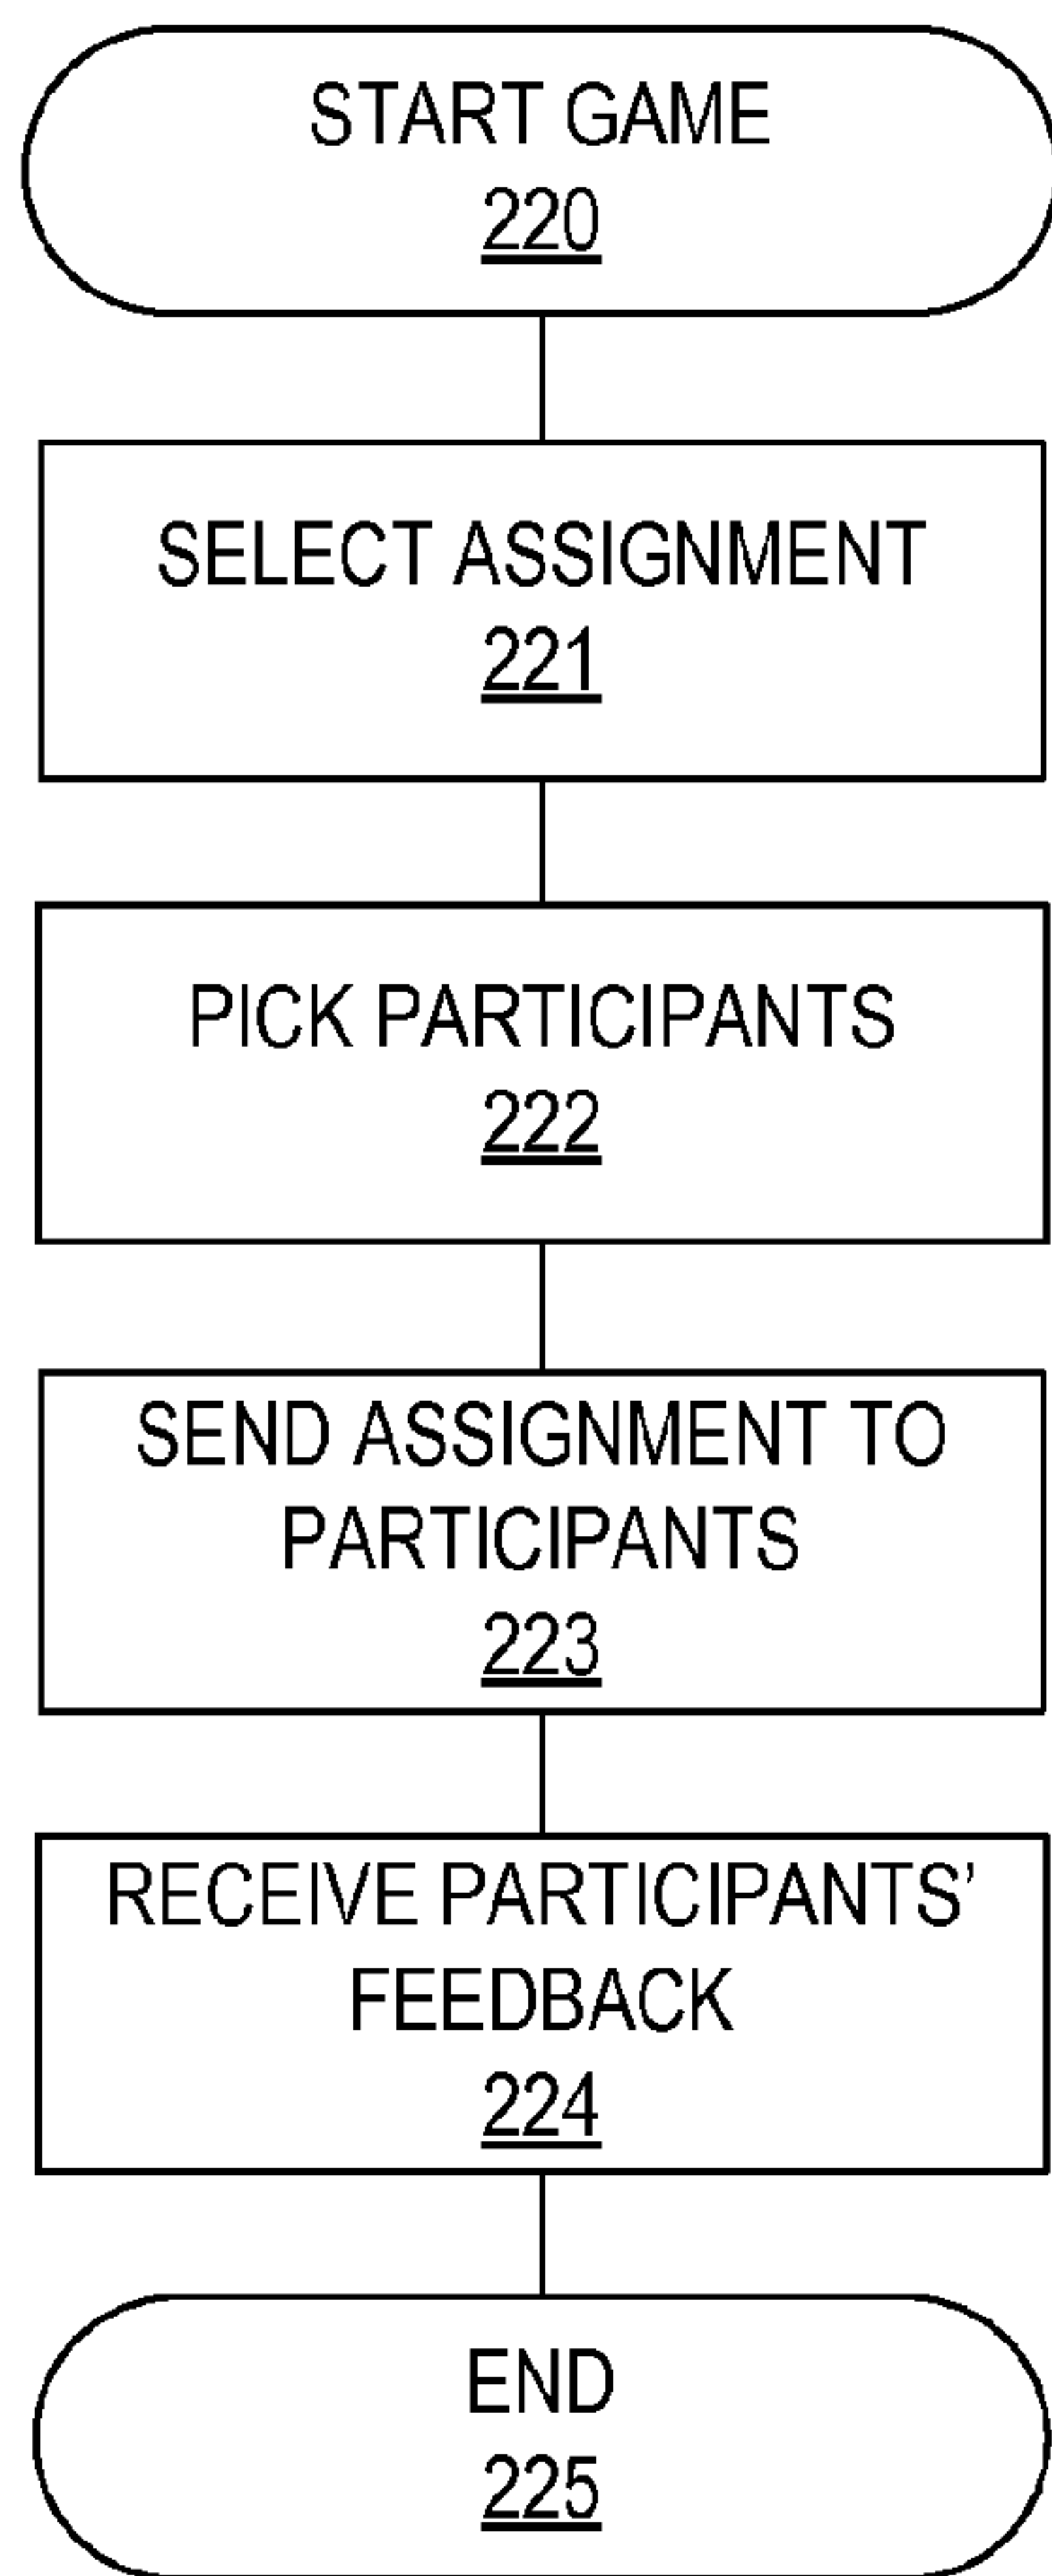 START GAME
220
SELECT ASSIGNMENT
221
PICK PARTICIPANTS
222
SEND ASSIGNMENT TO
PARTICIPANTS
223
RECEIVE PARTICIPANTS’
FEEDBACK
224
END
225